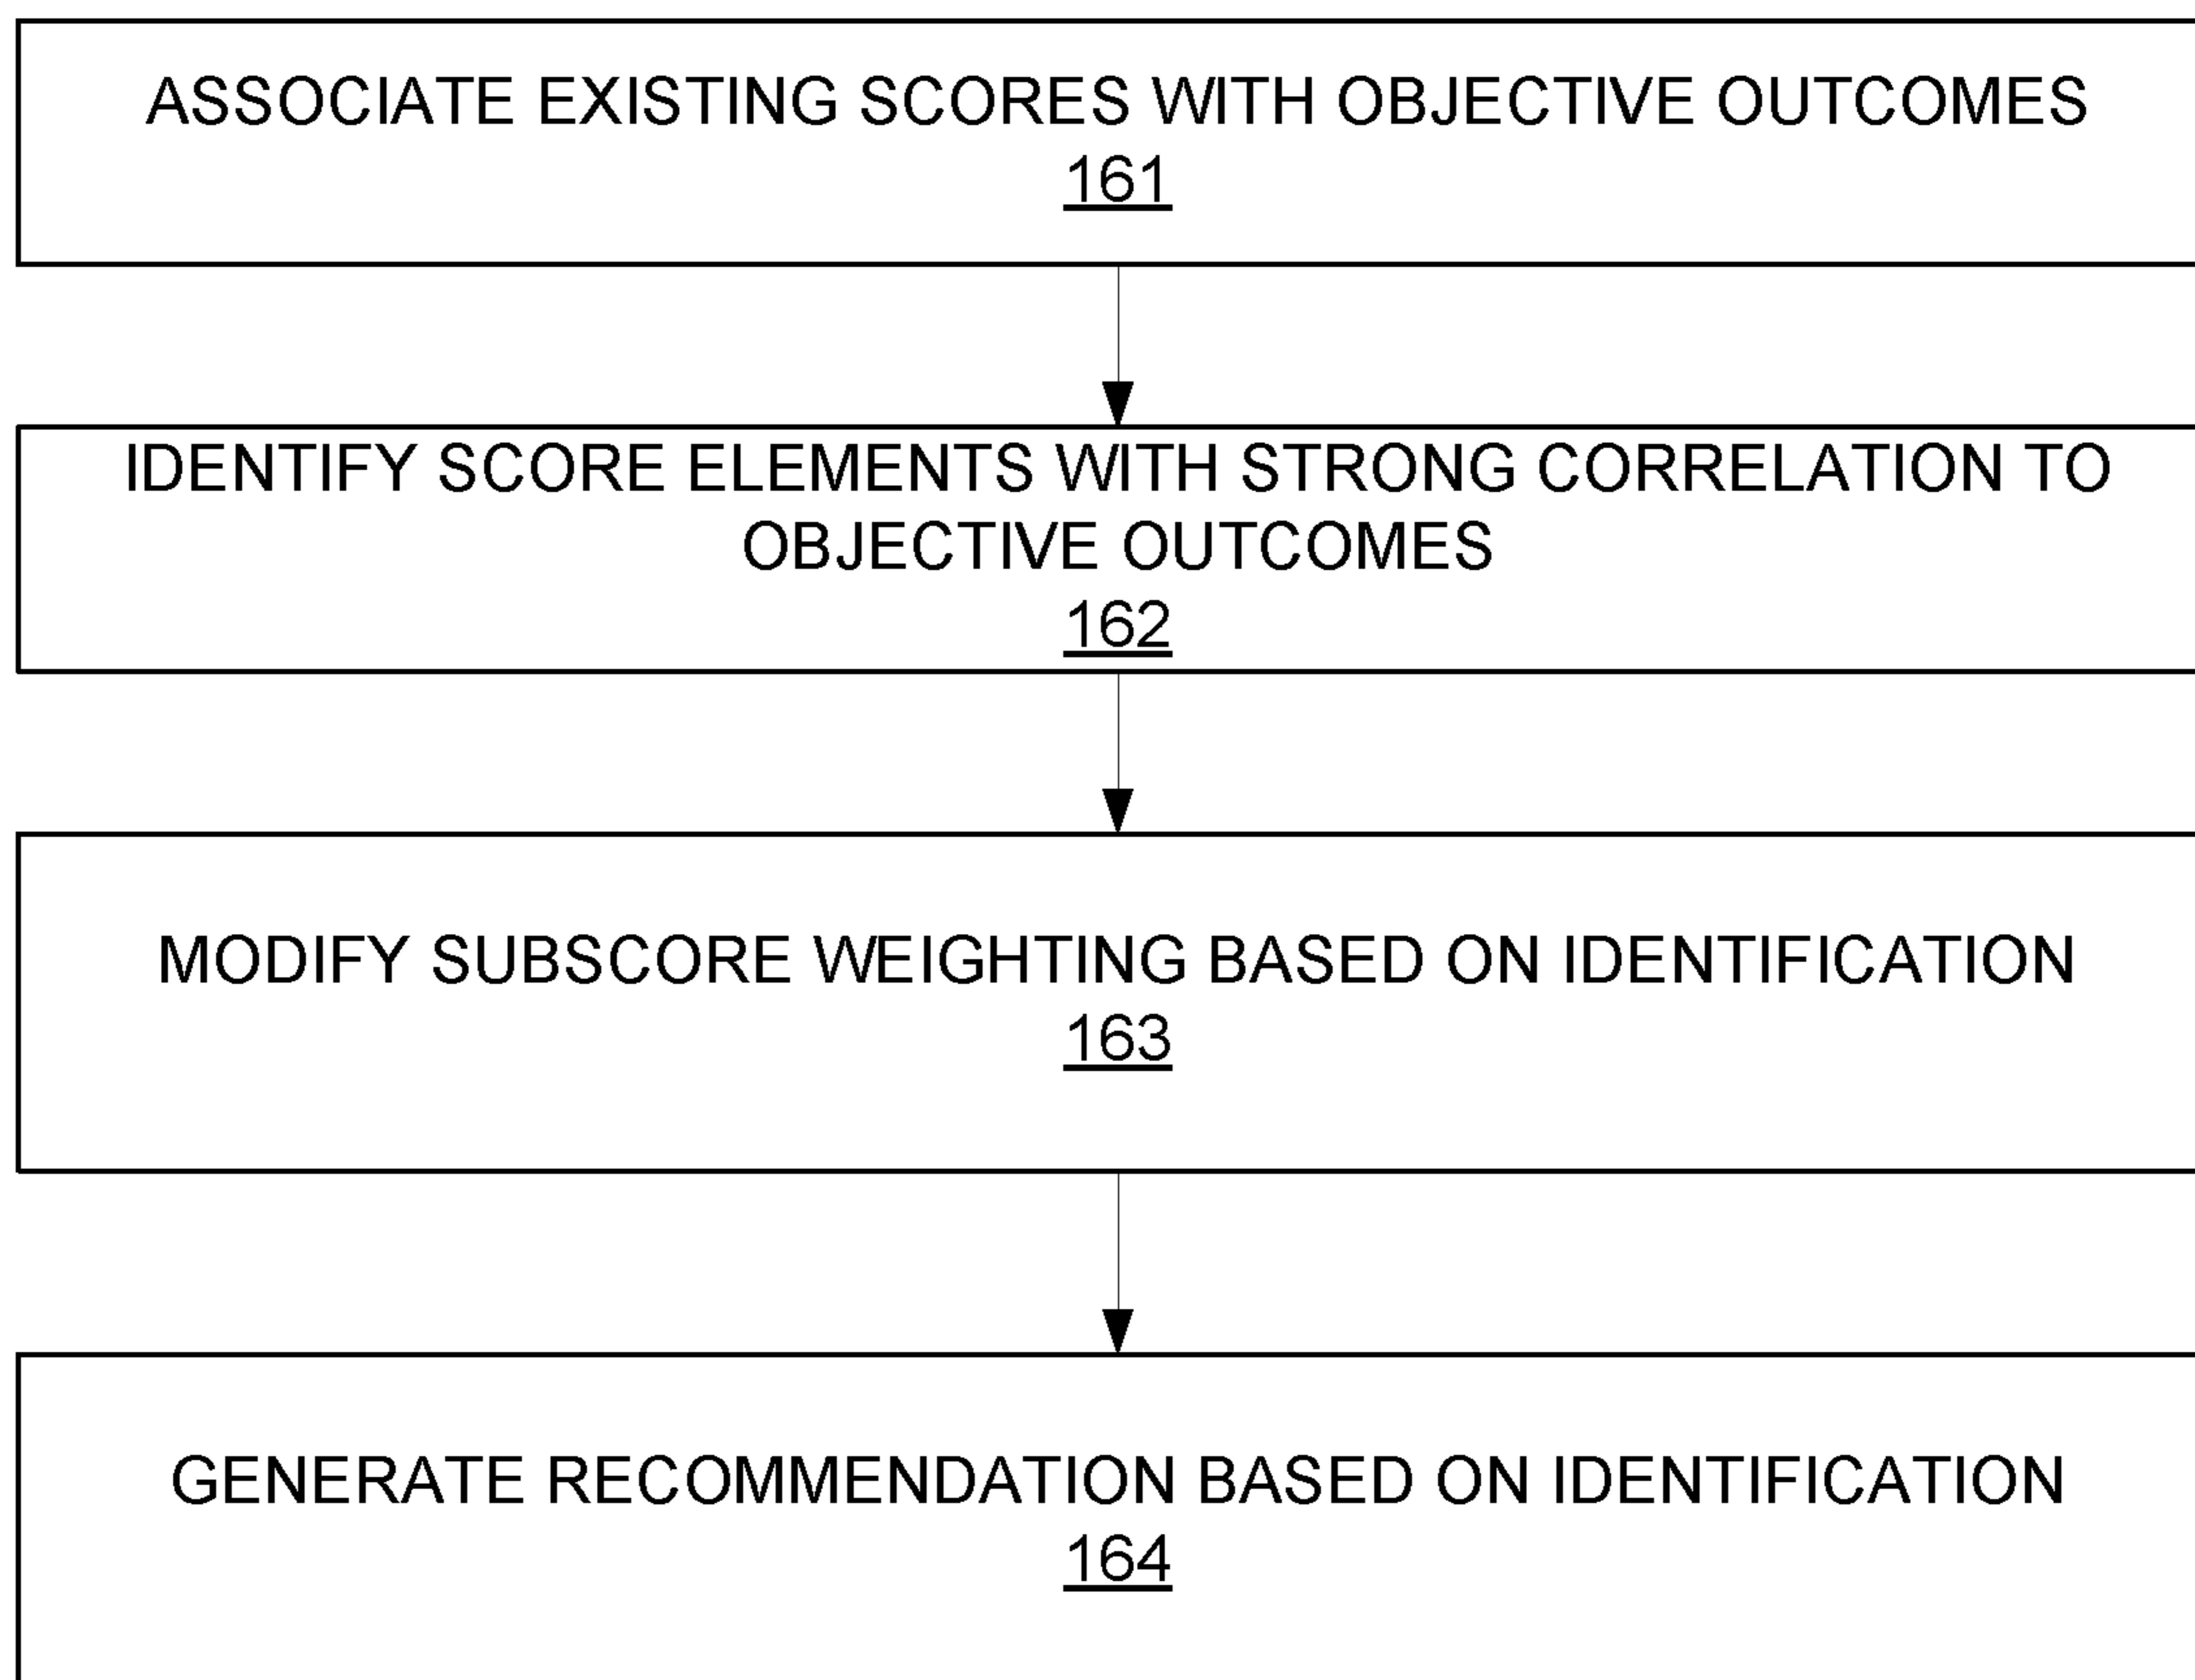 ASSOCIATE EXISTING SCORES WITH OBJECTIVE OUTCOMES
161
IDENTIFY SCORE ELEMENTS WITH STRONG CORRELATION TO
OBJECTIVE OUTCOMES
162
MODIFY SUBSCORE WEIGHTING BASED ON IDENTIFICATION
163
GENERATE RECOMMENDATION BASED ON IDENTIFICATION
164